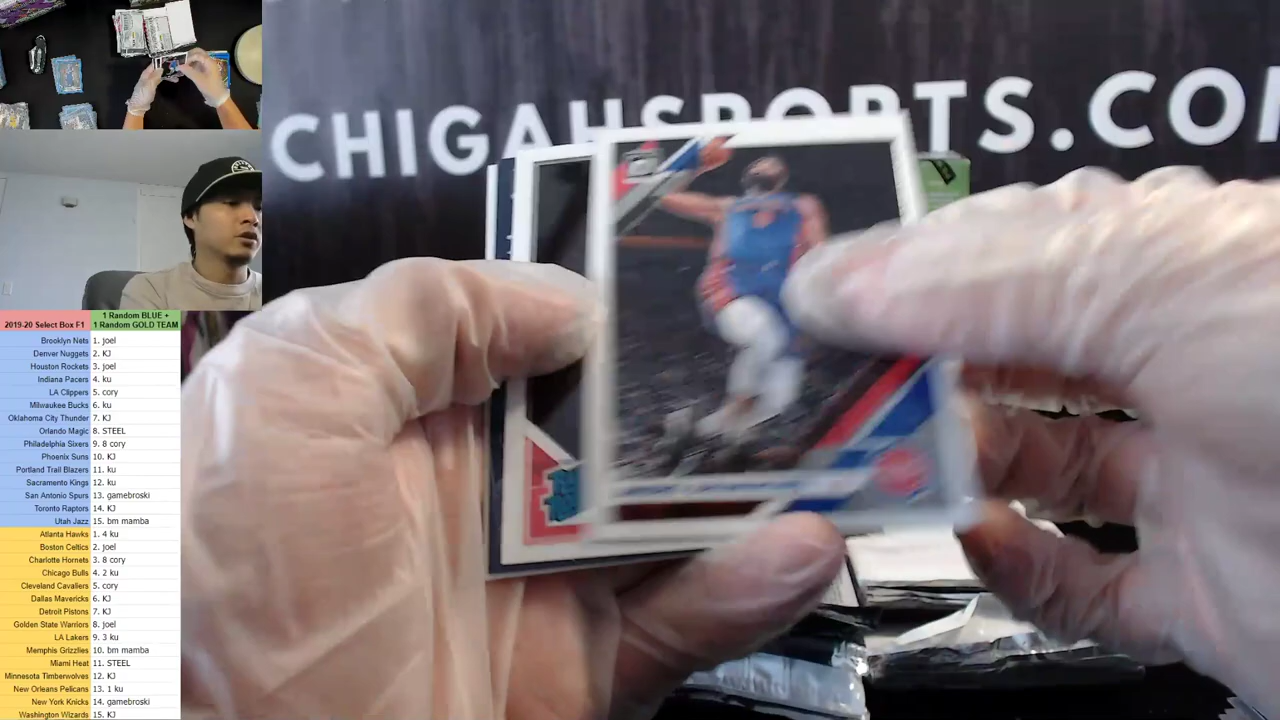 CHIGAHSPORTS.COM
2019-20 Select Box F1
1 Random BLUE +
1 Random GOLD TEAM
Brooklyn Nets 1. joel
Denver Nuggets 2. KJ
Houston Rockets 3. joel
Indiana Pacers 4. ku
LA Clippers 5. cory
Milwaukee Bucks 6. ku
Oklahoma City Thunder 7. KJ
Orlando Magic 8. STEEL
Philadelphia Sixers 9. 8 cory
Phoenix Suns 10. KJ
Portland Trail Blazers 11. ku
Sacramento Kings 12. ku
San Antonio Spurs 13. gamebroski
Toronto Raptors 14. KJ
Utah Jazz 15. bm mamba
Atlanta Hawks 1. 4 ku
Boston Celtics 2. joel
Charlotte Hornets 3. 8 cory
Chicago Bulls 4. 2 ku
Cleveland Cavaliers 5. cory
Dallas Mavericks 6. KJ
Detroit Pistons 7. KJ
Golden State Warriors 8. joel
LA Lakers 9. 3 ku
Memphis Grizzlies 10. bm mamba
Miami Heat 11. STEEL
Minnesota Timberwolves 12. KJ
New Orleans Pelicans 13. 1 ku
New York Knicks 14. gamebroski
Washington Wizards 15. KJ